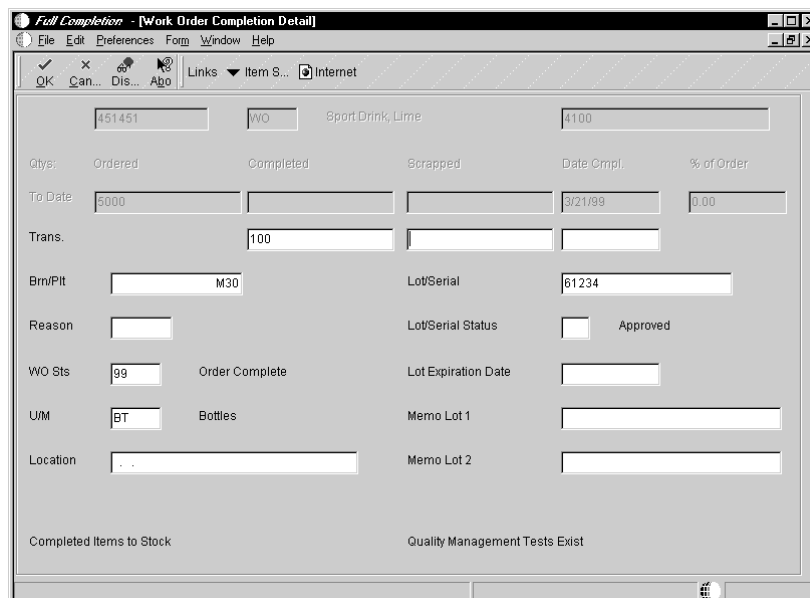 Full Completion - [Work Order Completion Detail]
File Edit Preferences Form Window Help
OK Can... Dis... Abo Links Item S... Internet
451451 WO Sport Drink, Lime 4100
Qtys: Ordered Completed Scrapped Date Cmpl. % of Order
To Date 5000 3/21/99 0.00
Trans. 100
Brn/Plt M30 Lot/Serial 61234
Reason Lot/Serial Status Approved
WO Sts 99 Order Complete Lot Expiration Date
U/M BT Bottles Memo Lot 1
Location . . Memo Lot 2
Completed Items to Stock Quality Management Tests Exist